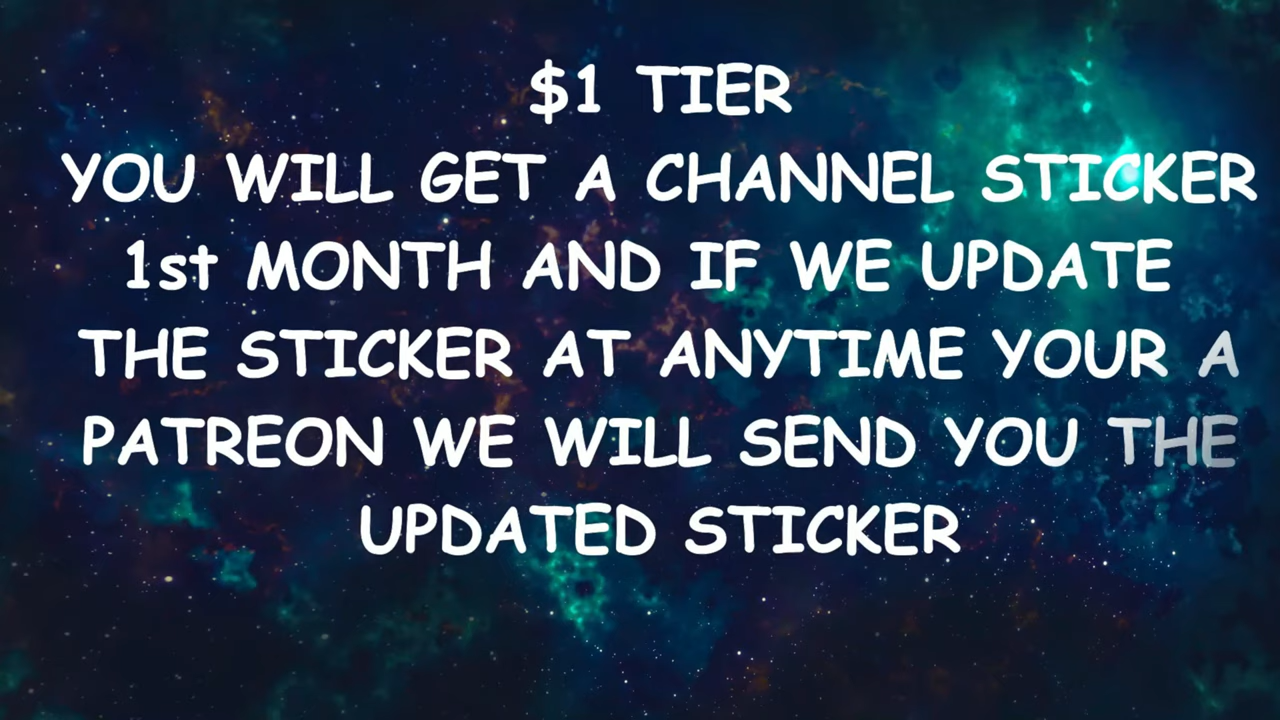 $1 TIER
YOU WILL GET A CHANNEL STICKER
1st MONTH AND IF WE UPDATE
THE STICKER AT ANYTIME YOUR A
PATREON WE WILL SEND YOU THE
UPDATED STICKER